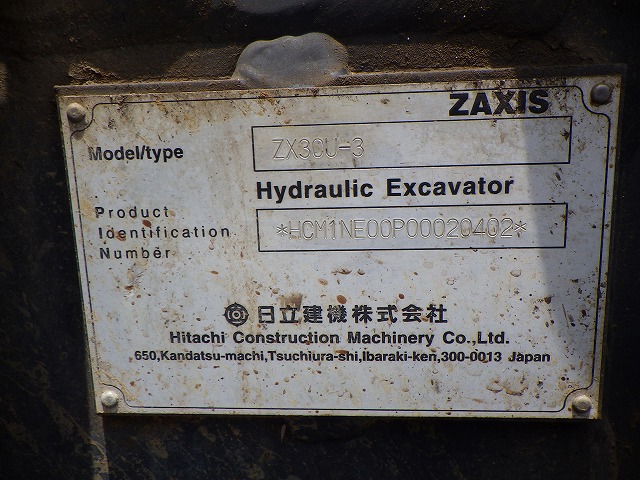 ZAXIS
Model/type ZX30U-3
Hydraulic Excavator
Product
Identification
Number
*HCM1NE00P00020402*
日立建機株式会社
Hitachi Construction Machinery Co.,Ltd.
650,Kandatsu-machi,Tsuchiura-shi,Ibaraki-ken,300-0013 Japan